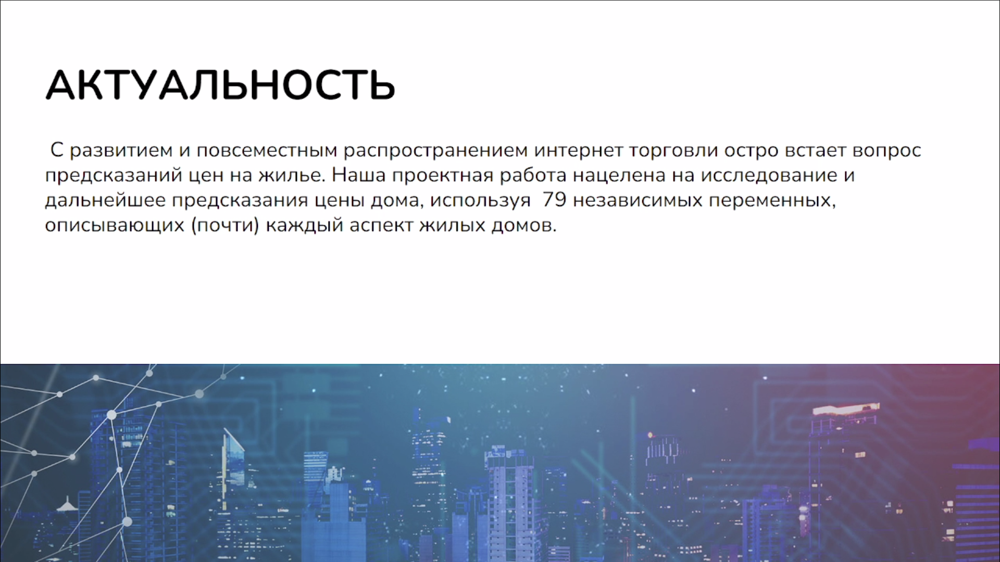 АКТУАЛЬНОСТЬ
С развитием и повсеместным распространением интернет торговли остро встает вопрос
предсказаний цен на жилье. Наша проектная работа нацелена на исследование и
дальнейшее предсказания цены дома, используя  79 независимых переменных,
описывающих (почти) каждый аспект жилых домов.